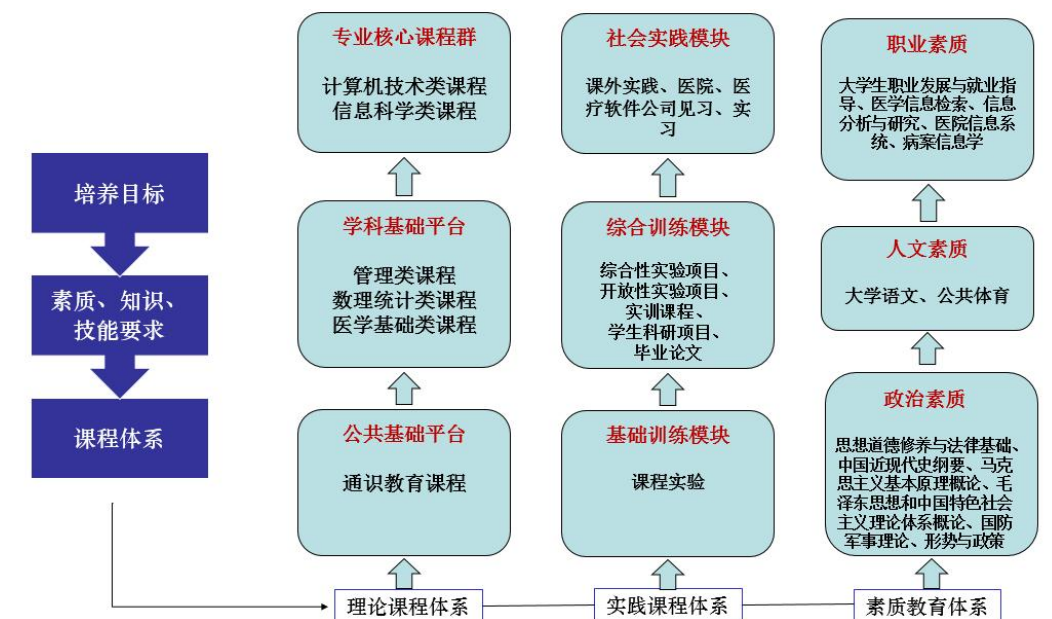 培养目标
素质、知识、
技能要求
课程体系
专业核心课程群
计算机技术类课程
信息科学类课程
学科基础平台
管理类课程
数理统计类课程
医学基础类课程
公共基础平台
通识教育课程
理论课程体系
社会实践模块
课外实践、医院、医
疗软件公司见习、实
习
综合训练模块
综合性实验项目、
开放性实验项目、
实训课程、
学生科研项目、
毕业论文
基础训练模块
课程实验
实践课程体系
职业素质
大学生职业发展与就业指
导、医学信息检索、信息
分析与研究、医院信息系
统、病案信息学
人文素质
大学语文、公共体育
政治素质
思想道德修养与法律基础、
中国近现代史纲要、马克
思主义基本原理概论、毛
泽东思想和中国特色社会
主义理论体系概论、国防
军事理论、形势与政策
素质教育体系